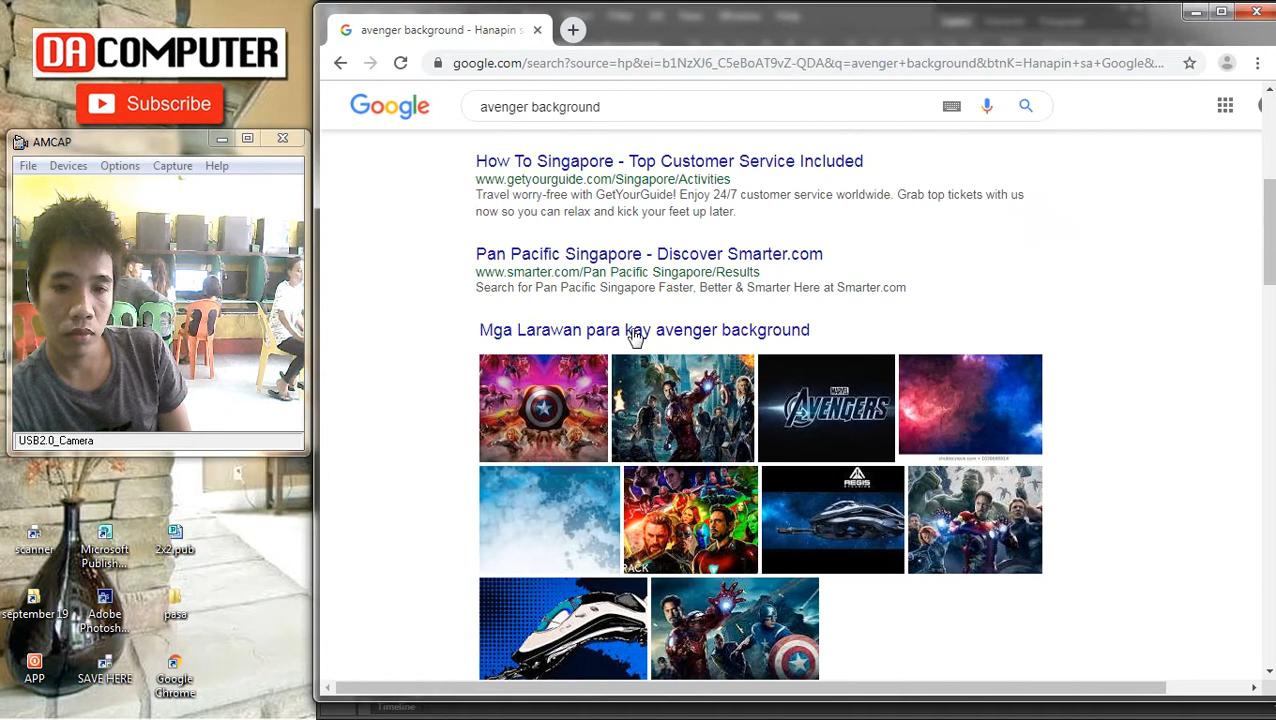 DACOMPUTER
Subscribe
AMCAP
File Devices Options Capture Help
USB2.0_Camera
scanner
Microsoft Publish...
2x2.pub
september 19
Adobe Photosh...
pasa
APP
SAVE HERE
Google Chrome
avenger background - Hanapin s
google.com/search?source=hp&ei=b1NzXJ6_C5eBoAT9vZ-QDA&q=avenger+background&btnK=Hanapin+sa+Google&...
Google
avenger background
How To Singapore - Top Customer Service Included
www.getyourguide.com/Singapore/Activities
Travel worry-free with GetYourGuide! Enjoy 24/7 customer service worldwide. Grab top tickets with us
now so you can relax and kick your feet up later.
Pan Pacific Singapore - Discover Smarter.com
www.smarter.com/Pan Pacific Singapore/Results
Search for Pan Pacific Singapore Faster, Better & Smarter Here at Smarter.com
Mga Larawan para kay avenger background
MARVEL
AVENGERS
AEGIS
RACK
Timeline